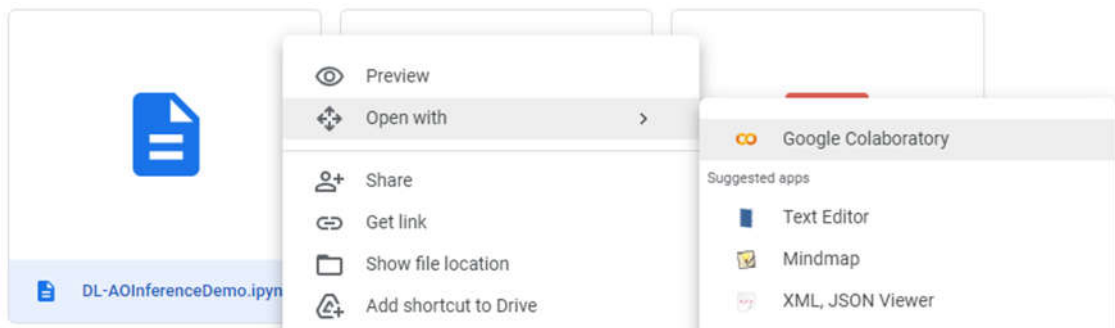 Preview
Open with
Google Colaboratory
Suggested apps
Share
Text Editor
Get link
Mindmap
Show file location
DL-AOInferenceDemo.ipyn
XML, JSON Viewer
Add shortcut to Drive